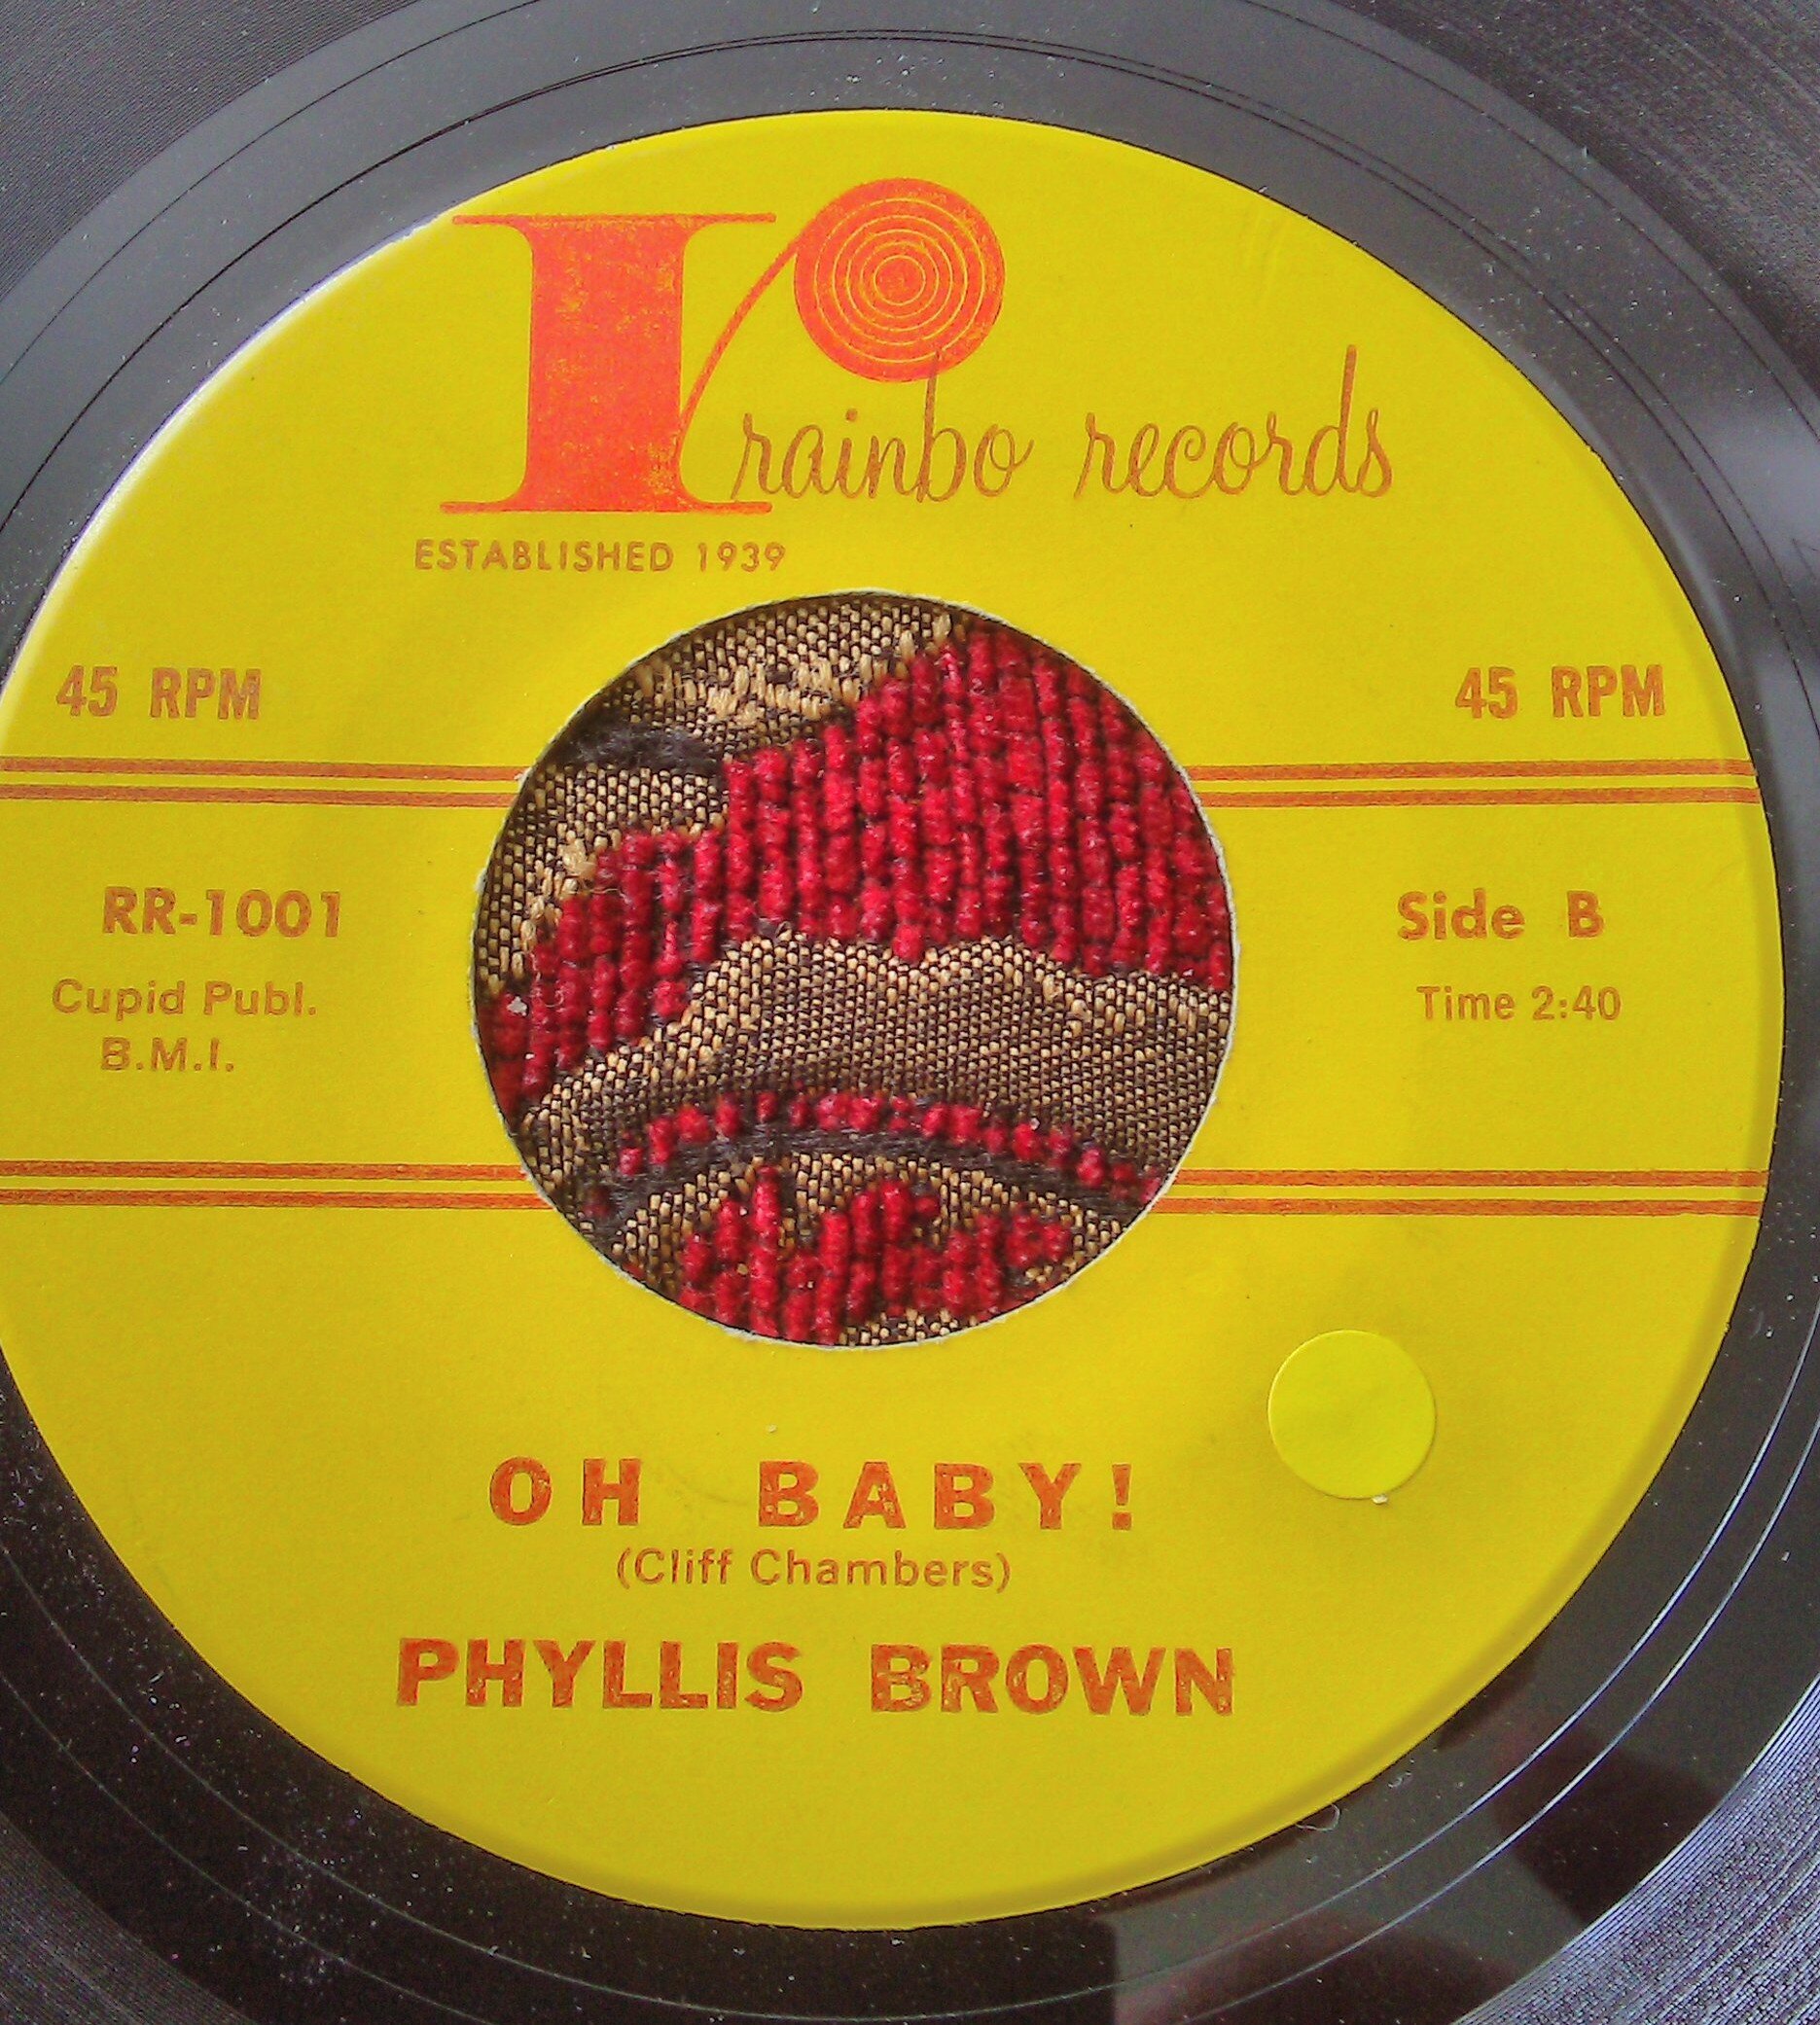 r rainbo records
ESTABLISHED 1939
45 RPM 45 RPM
RR-1001 Side B
Cupid Publ. Time 2:40
B.M.I.
OH BABY!
(Cliff Chambers)
PHYLLIS BROWN